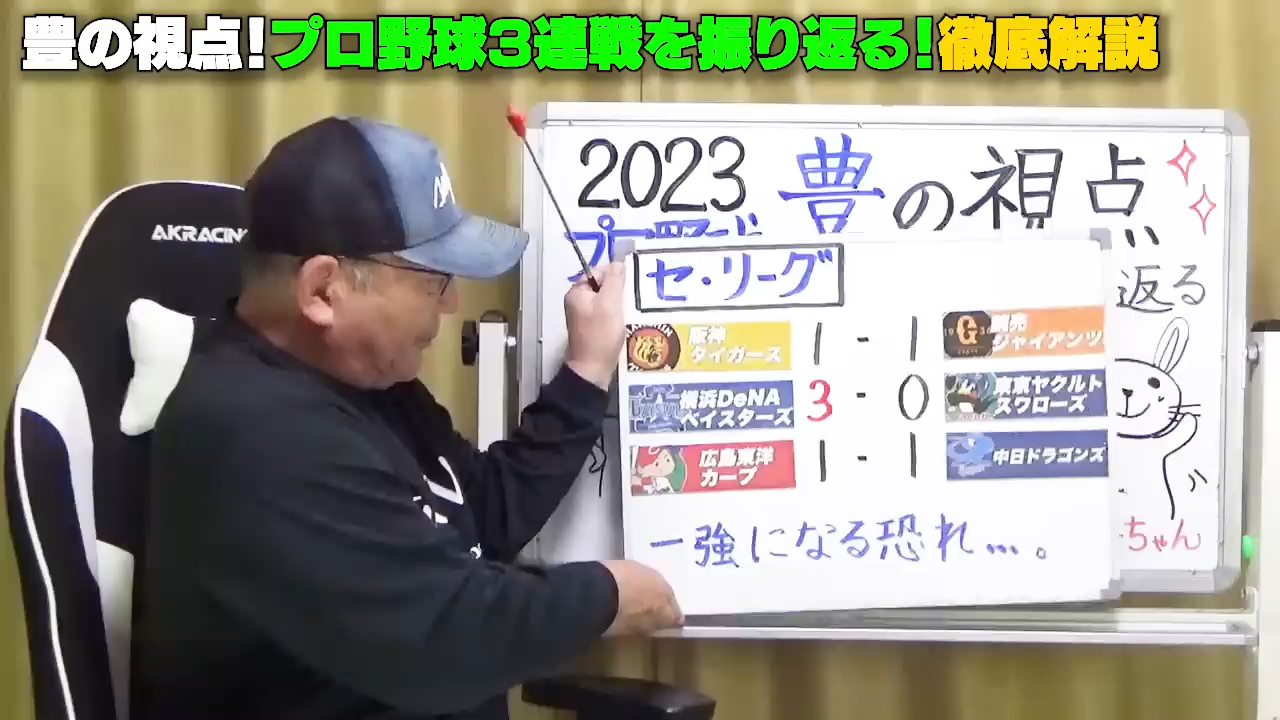 豊の視点!プロ野球3連戦を振り返る!徹底解説
AKRACING
2023 豊の視点
返る
セ・リーグ
阪神タイガース 1 - 1 読売ジャイアンツ
横浜DeNAベイスターズ 3 - 0 東京ヤクルトスワローズ
広島東洋カープ 1 - 1 中日ドラゴンズ
一強になる恐れ...。
ちゃん